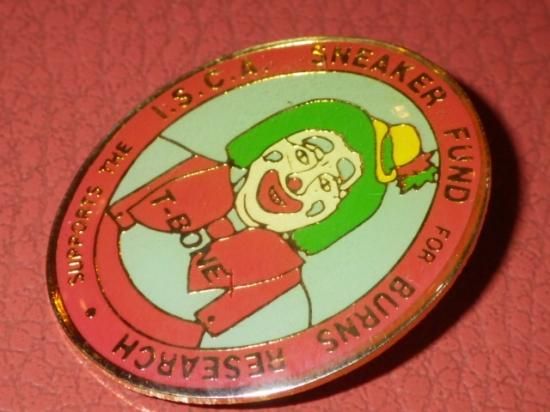 T-BONE
SUPPORTS THE I.S.C.A. SNEAKER FUND FOR BURNS RESEARCH